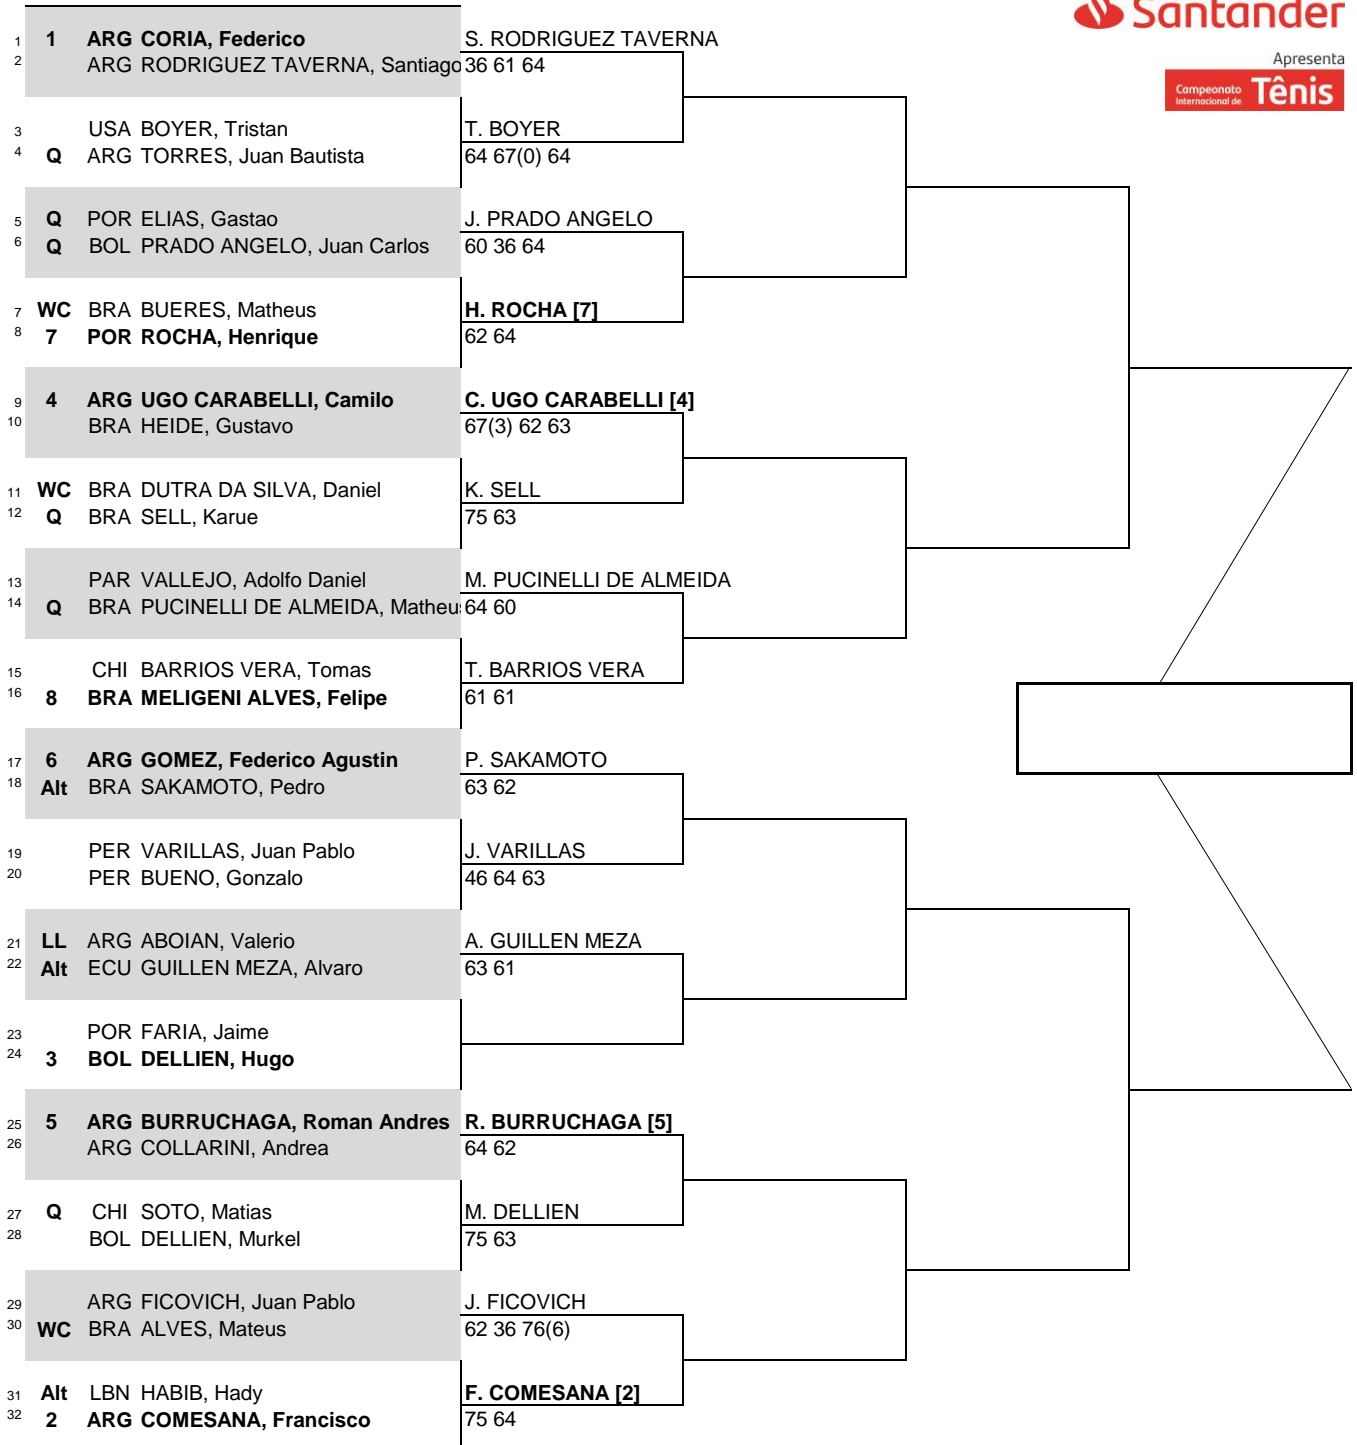 Santander
Apresenta
Campeonato Internacional de Tênis
1 1 ARG CORIA, Federico S. RODRIGUEZ TAVERNA
2 ARG RODRIGUEZ TAVERNA, Santiago 36 61 64
3 USA BOYER, Tristan T. BOYER
4 Q ARG TORRES, Juan Bautista 64 67(0) 64
5 Q POR ELIAS, Gastao J. PRADO ANGELO
6 Q BOL PRADO ANGELO, Juan Carlos 60 36 64
7 WC BRA BUERES, Matheus H. ROCHA [7]
8 7 POR ROCHA, Henrique 62 64
9 4 ARG UGO CARABELLI, Camilo C. UGO CARABELLI [4]
10 BRA HEIDE, Gustavo 67(3) 62 63
11 WC BRA DUTRA DA SILVA, Daniel K. SELL
12 Q BRA SELL, Karue 75 63
13 PAR VALLEJO, Adolfo Daniel M. PUCINELLI DE ALMEIDA
14 Q BRA PUCINELLI DE ALMEIDA, Matheus 64 60
15 CHI BARRIOS VERA, Tomas T. BARRIOS VERA
16 8 BRA MELIGENI ALVES, Felipe 61 61
17 6 ARG GOMEZ, Federico Agustin P. SAKAMOTO
18 Alt BRA SAKAMOTO, Pedro 63 62
19 PER VARILLAS, Juan Pablo J. VARILLAS
20 PER BUENO, Gonzalo 46 64 63
21 LL ARG ABOIAN, Valerio A. GUILLEN MEZA
22 Alt ECU GUILLEN MEZA, Alvaro 63 61
23 POR FARIA, Jaime
24 3 BOL DELLIEN, Hugo
25 5 ARG BURRUCHAGA, Roman Andres R. BURRUCHAGA [5]
26 ARG COLLARINI, Andrea 64 62
27 Q CHI SOTO, Matias M. DELLIEN
28 BOL DELLIEN, Murkel 75 63
29 ARG FICOVICH, Juan Pablo J. FICOVICH
30 WC BRA ALVES, Mateus 62 36 76(6)
31 Alt LBN HABIB, Hady F. COMESANA [2]
32 2 ARG COMESANA, Francisco 75 64